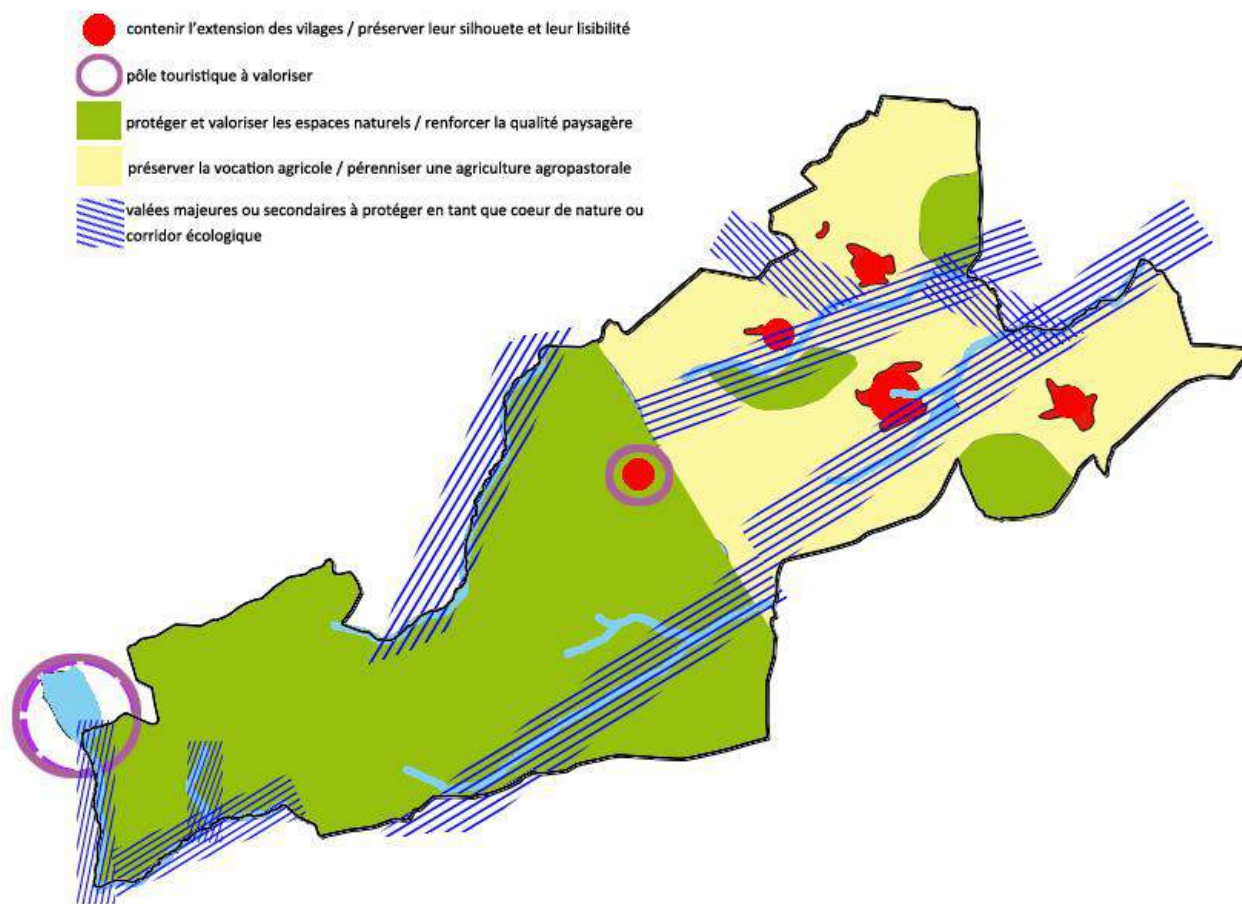 contenir l'extension des vilages / préserver leur silhouete et leur lisibilité
pôle touristique à valoriser
protéger et valoriser les espaces naturels / renforcer la qualité paysagère
préserver la vocation agricole / pérenniser une agriculture agropastorale
valées majeures ou secondaires à protéger en tant que coeur de nature ou
corridor écologique